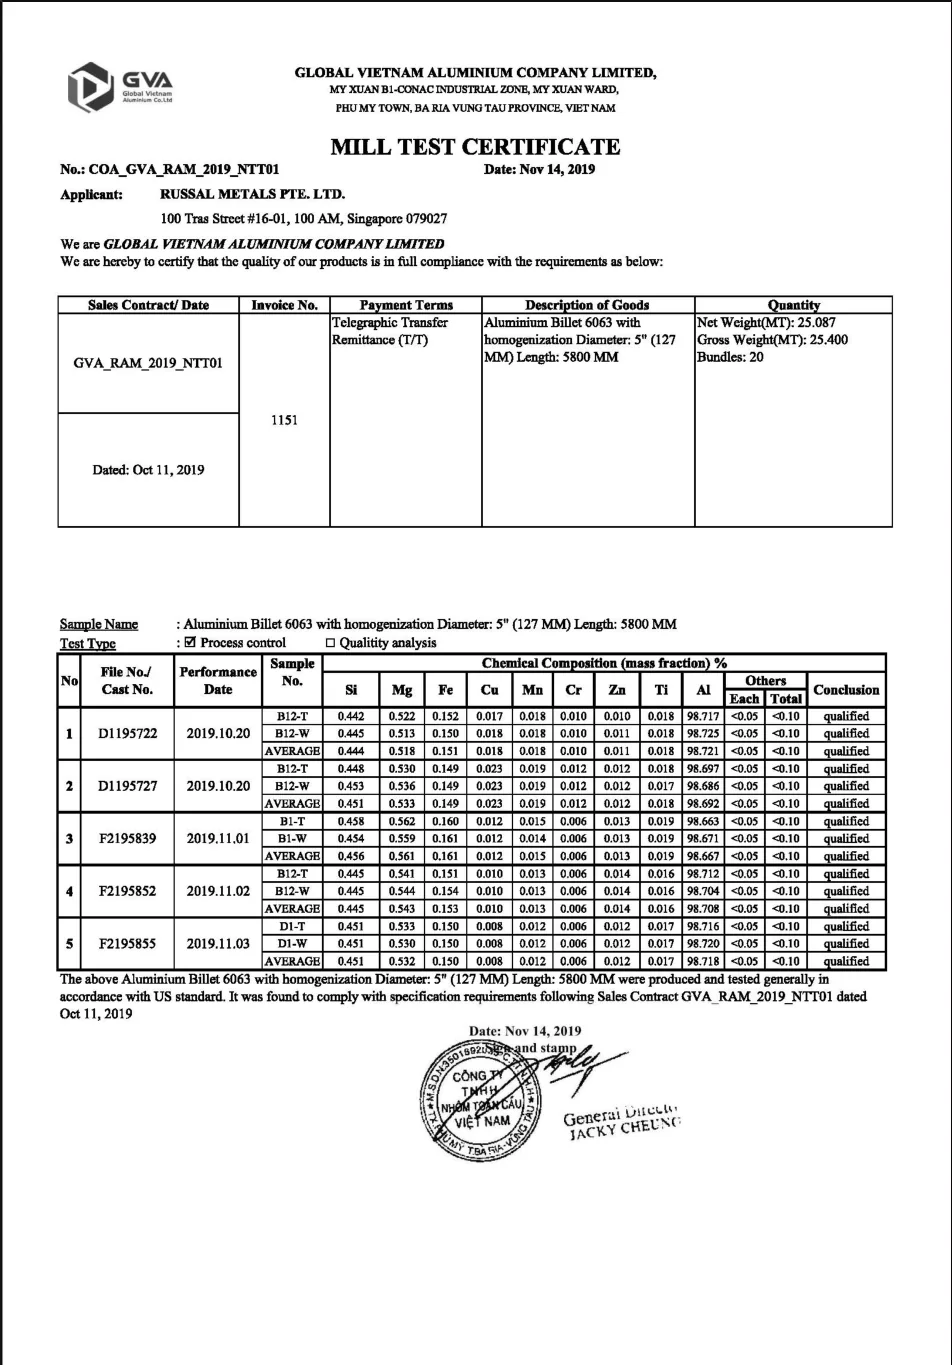 GVA
Global Vietnam
Aluminium Co.Ltd
GLOBAL VIETNAM ALUMINIUM COMPANY LIMITED,
MY XUAN B1-CONAC INDUSTRIAL ZONE, MY XUAN WARD,
PHU MY TOWN, BA RIA VUNG TAU PROVINCE, VIET NAM
MILL TEST CERTIFICATE
No.: COA_GVA_RAM_2019_NTT01 Date: Nov 14, 2019
Applicant: RUSSAL METALS PTE. LTD.
100 Tras Street #16-01, 100 AM, Singapore 079027
We are GLOBAL VIETNAM ALUMINIUM COMPANY LIMITED
We are hereby to certify that the quality of our products is in full compliance with the requirements as below:
Sales Contract/ Date Invoice No. Payment Terms Description of Goods Quantity
GVA_RAM_2019_NTT01
Dated: Oct 11, 2019
1151
Telegraphic Transfer
Remittance (T/T)
Aluminium Billet 6063 with
homogenization Diameter: 5" (127
MM) Length: 5800 MM
Net Weight(MT): 25.087
Gross Weight(MT): 25.400
Bundles: 20
Sample Name : Aluminium Billet 6063 with homogenization Diameter: 5" (127 MM) Length: 5800 MM
Test Type : ☑ Process control ☐ Qualitity analysis
No File No./ Cast No. Performance Date Sample No. Chemical Composition (mass fraction) %
Si Mg Fe Cu Mn Cr Zn Ti Al Others Each Total Conclusion
1 D1195722 2019.10.20
B12-T 0.442 0.522 0.152 0.017 0.018 0.010 0.010 0.018 98.717 <0.05 <0.10 qualified
B12-W 0.445 0.513 0.150 0.018 0.018 0.010 0.011 0.018 98.725 <0.05 <0.10 qualified
AVERAGE 0.444 0.518 0.151 0.018 0.018 0.010 0.011 0.018 98.721 <0.05 <0.10 qualified
2 D1195727 2019.10.20
B12-T 0.448 0.530 0.149 0.023 0.019 0.012 0.012 0.018 98.697 <0.05 <0.10 qualified
B12-W 0.453 0.536 0.149 0.023 0.019 0.012 0.012 0.017 98.686 <0.05 <0.10 qualified
AVERAGE 0.451 0.533 0.149 0.023 0.019 0.012 0.012 0.018 98.692 <0.05 <0.10 qualified
3 F2195839 2019.11.01
B1-T 0.458 0.562 0.160 0.012 0.015 0.006 0.013 0.019 98.663 <0.05 <0.10 qualified
B1-W 0.454 0.559 0.161 0.012 0.014 0.006 0.013 0.019 98.671 <0.05 <0.10 qualified
AVERAGE 0.456 0.561 0.161 0.012 0.015 0.006 0.013 0.019 98.667 <0.05 <0.10 qualified
4 F2195852 2019.11.02
B12-T 0.445 0.541 0.151 0.010 0.013 0.006 0.014 0.016 98.712 <0.05 <0.10 qualified
B12-W 0.445 0.544 0.154 0.010 0.013 0.006 0.014 0.016 98.704 <0.05 <0.10 qualified
AVERAGE 0.445 0.543 0.153 0.010 0.013 0.006 0.014 0.016 98.708 <0.05 <0.10 qualified
5 F2195855 2019.11.03
D1-T 0.451 0.533 0.150 0.008 0.012 0.006 0.012 0.017 98.716 <0.05 <0.10 qualified
D1-W 0.451 0.530 0.150 0.008 0.012 0.006 0.012 0.017 98.720 <0.05 <0.10 qualified
AVERAGE 0.451 0.532 0.150 0.008 0.012 0.006 0.012 0.017 98.718 <0.05 <0.10 qualified
The above Aluminium Billet 6063 with homogenization Diameter: 5" (127 MM) Length: 5800 MM were produced and tested generally in
accordance with US standard. It was found to comply with specification requirements following Sales Contract GVA_RAM_2019_NTT01 dated
Oct 11, 2019
Date: Nov 14, 2019
Sign and stamp
CÔNG TY
TNHH
NHÔM TOÀN CẦU
VIỆT NAM
General
JACKY CHEUNG